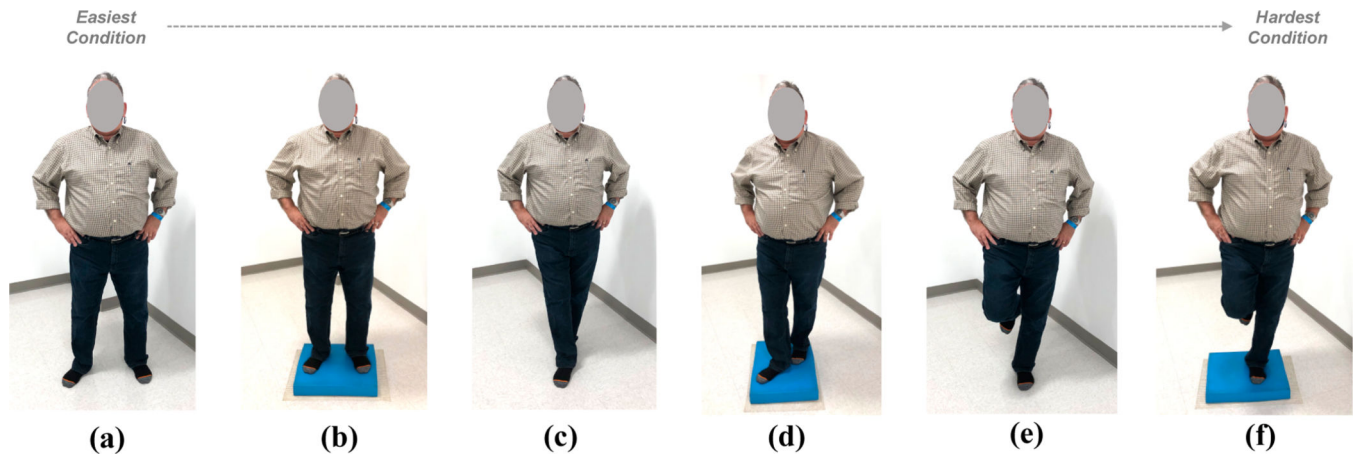 Easiest
Condition
Hardest
Condition
(a)
(b)
(c)
(d)
(e)
(f)